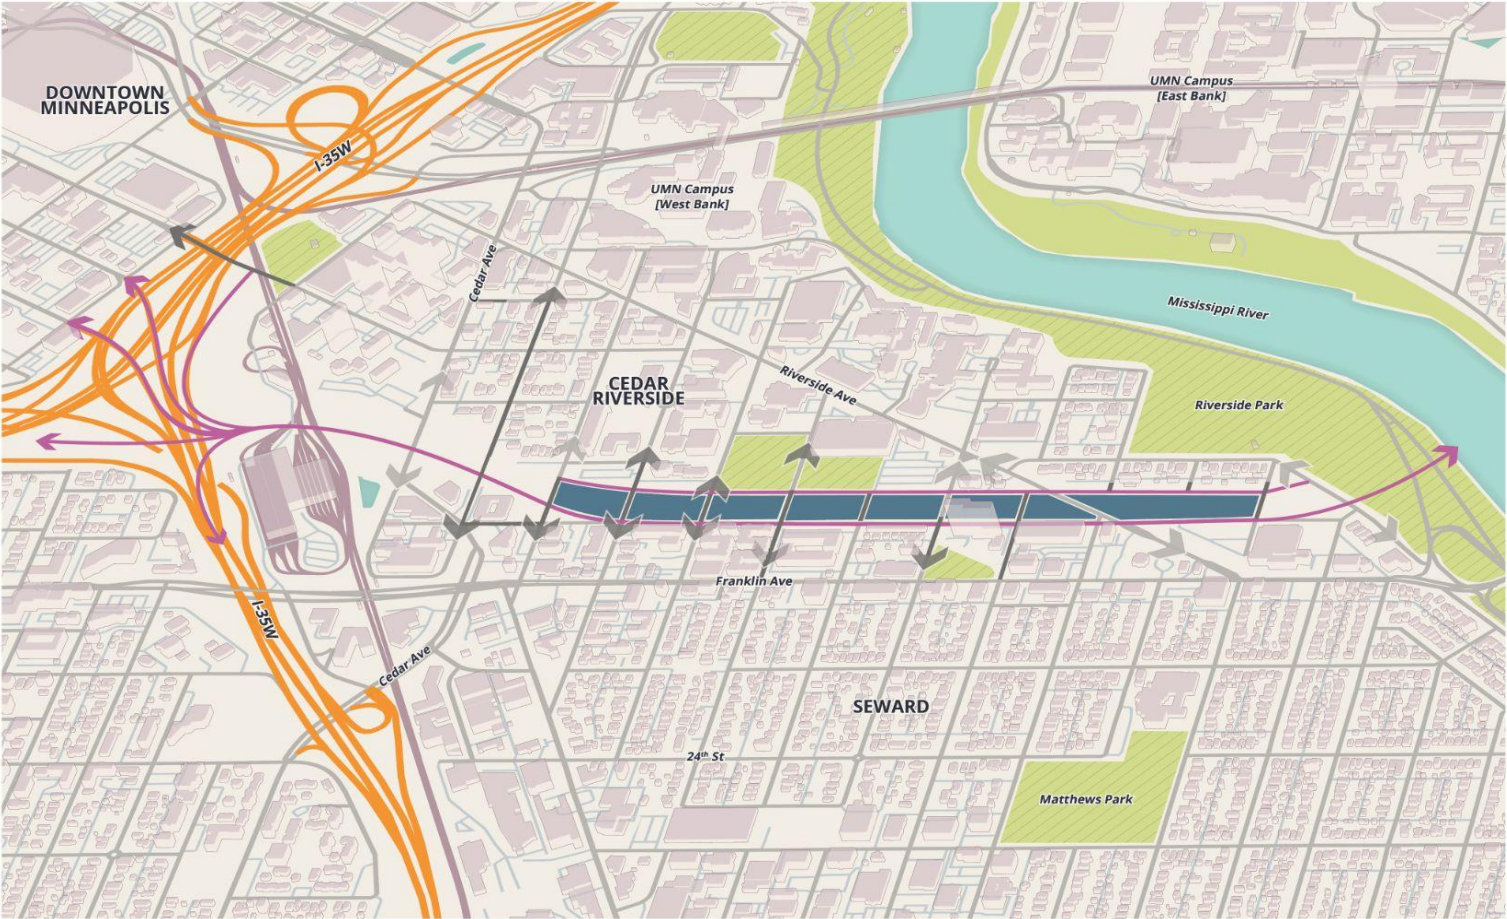 UMN Campus
[East Bank]
DOWNTOWN
MINNEAPOLIS
I-35W
UMN Campus
[West Bank]
Cedar Ave
Mississippi River
CEDAR
RIVERSIDE
Riverside Ave
Riverside Park
Franklin Ave
I-35W
Cedar Ave
SEWARD
24th St
Matthews Park